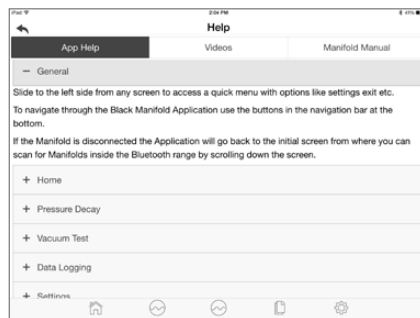 iPad
2:04 PM
41%
Help
App Help
Videos
Manifold Manual
− General
Slide to the left side from any screen to access a quick menu with options like settings exit etc.
To navigate through the Black Manifold Application use the buttons in the navigation bar at the
bottom.
If the Manifold is disconnected the Application will go back to the initial screen from where you can
scan for Manifolds inside the Bluetooth range by scrolling down the screen.
+ Home
+ Pressure Decay
+ Vacuum Test
+ Data Logging
+ Settings